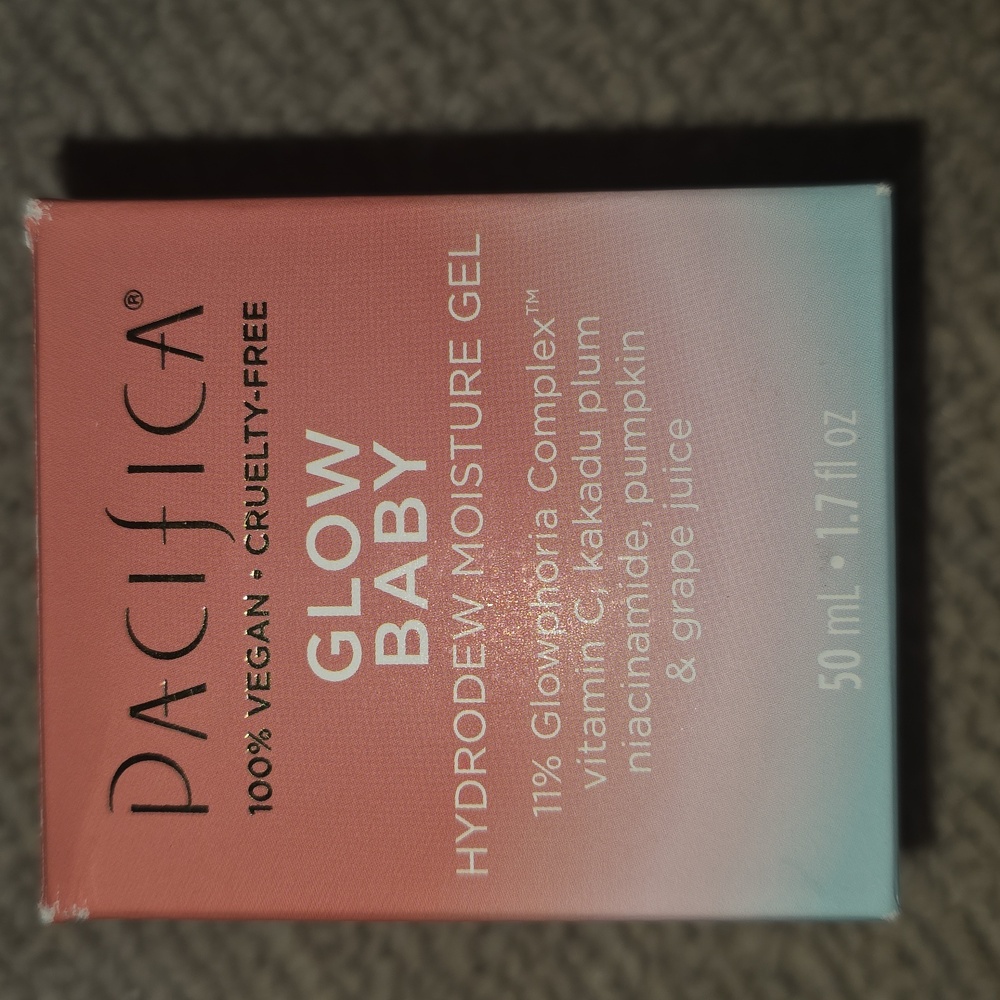 PACIFICA®
100% VEGAN • CRUELTY-FREE
GLOW
BABY
HYDRODEW MOISTURE GEL
11% Glowphoria Complex™
vitamin C, kakadu plum
niacinamide, pumpkin
& grape juice
50 mL • 1.7 fl oz